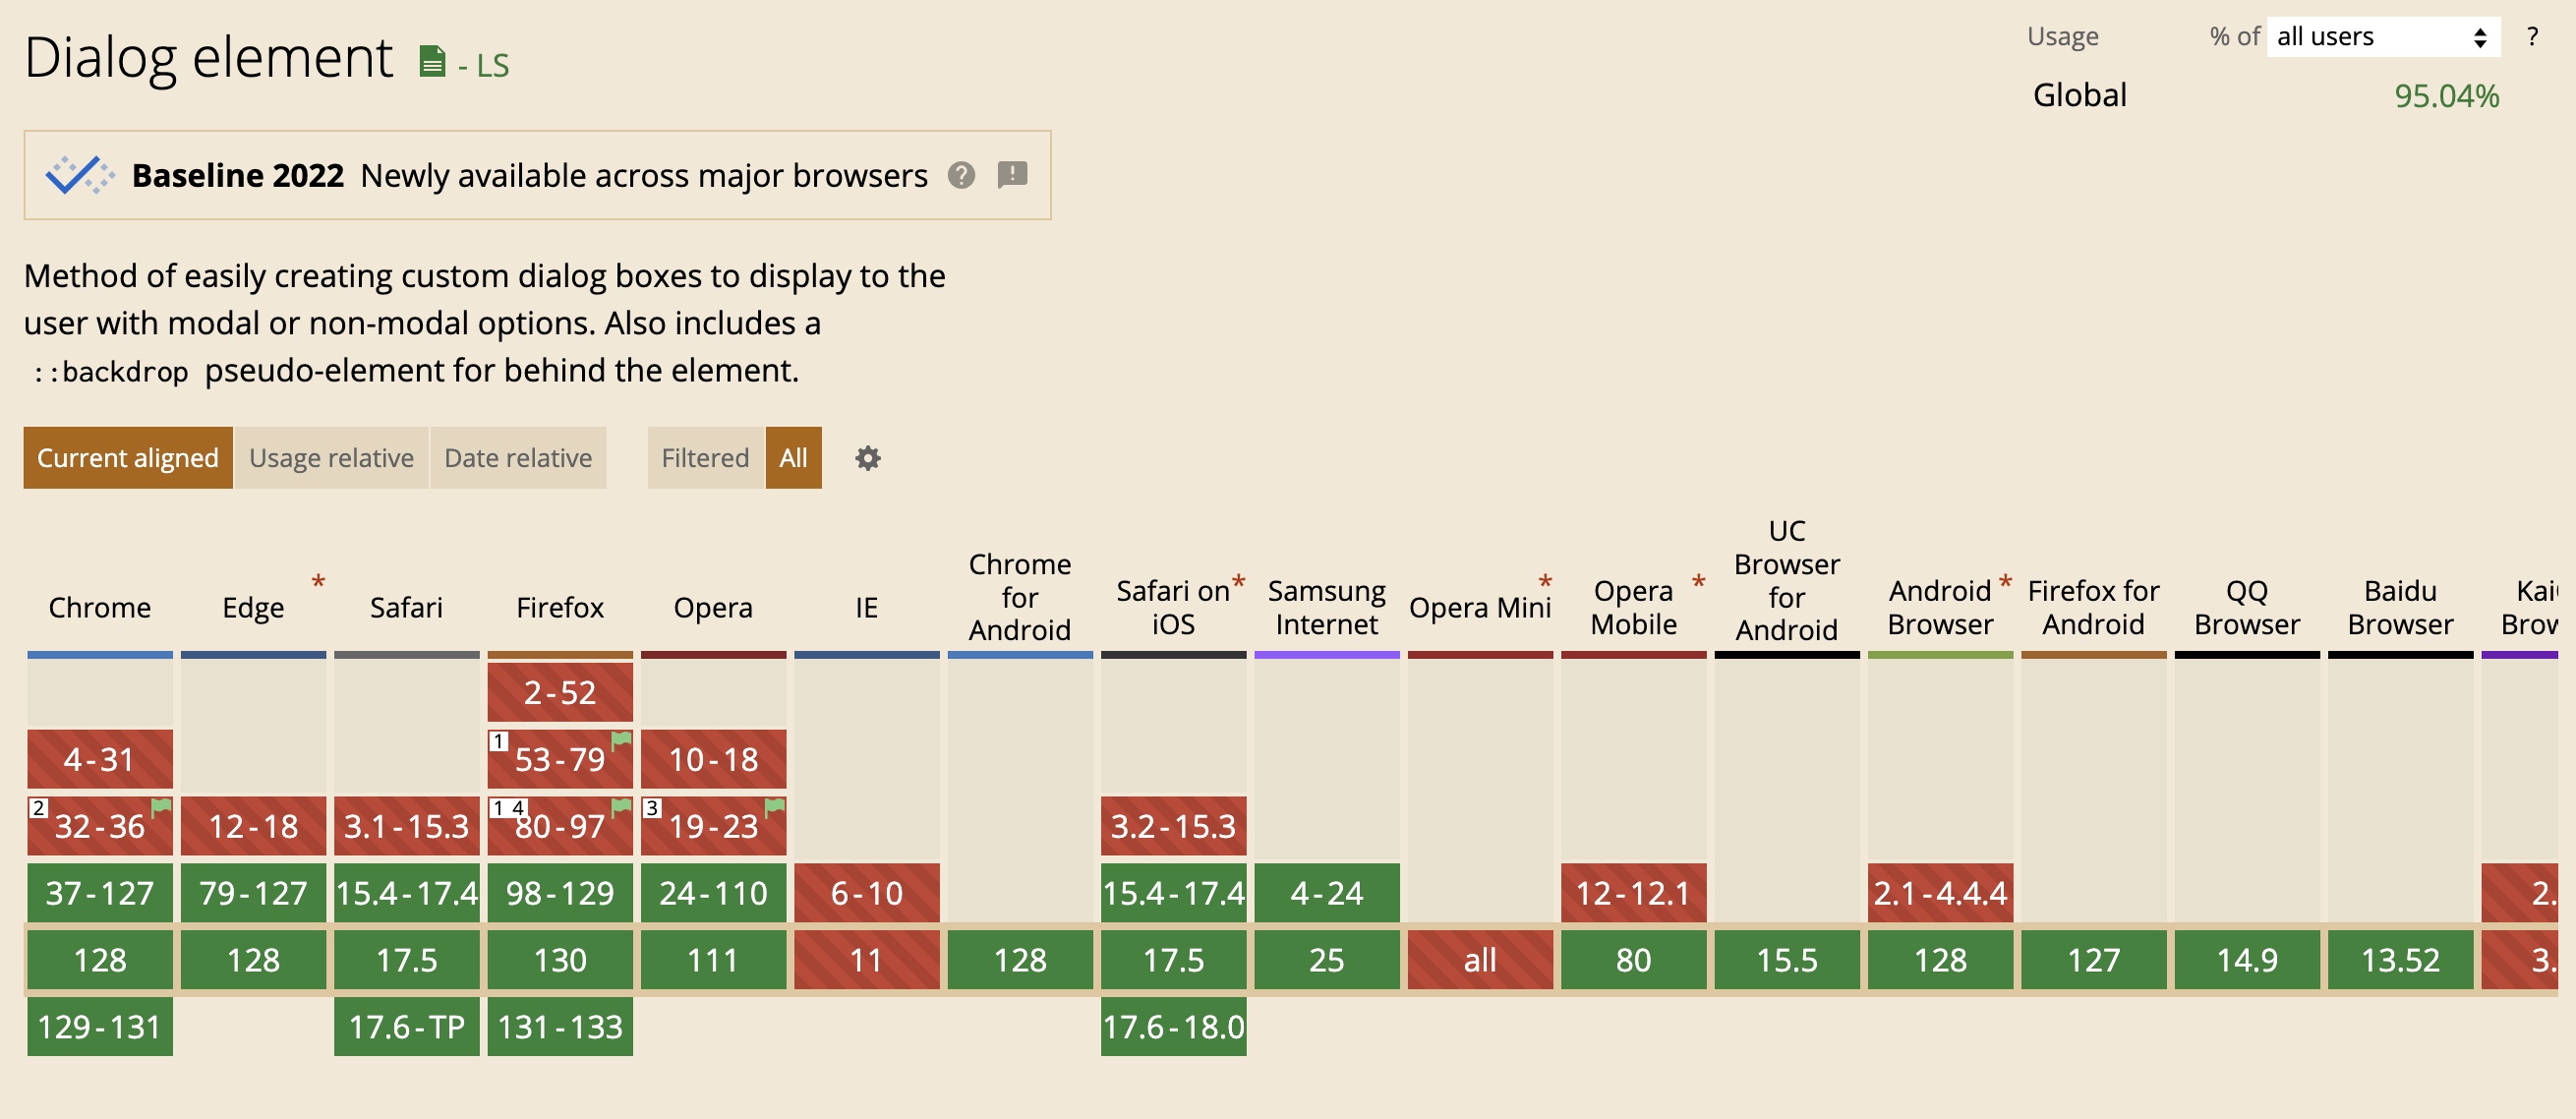 Dialog element - LS
Usage % of all users ?
Global 95.04%
Baseline 2022 Newly available across major browsers
Method of easily creating custom dialog boxes to display to the
user with modal or non-modal options. Also includes a
::backdrop pseudo-element for behind the element.
Current aligned Usage relative Date relative Filtered All
Chrome
Edge *
Safari
Firefox
Opera
IE
Chrome
for
Android
Safari on *
iOS
Samsung
Internet
Opera Mini *
Opera *
Mobile
UC
Browser
for
Android
Android *
Browser
Firefox for
Android
QQ
Browser
Baidu
Browser
2-52
4-31 1 53-79 10-18
2 32-36 12-18 3.1-15.3 1 4 80-97 3 19-23 3.2-15.3
37-127 79-127 15.4-17.4 98-129 24-110 6-10 15.4-17.4 4-24 12-12.1 2.1-4.4.4 2.
128 128 17.5 130 111 11 128 17.5 25 all 80 15.5 128 127 14.9 13.52 3.
129-131 17.6-TP 131-133 17.6-18.0